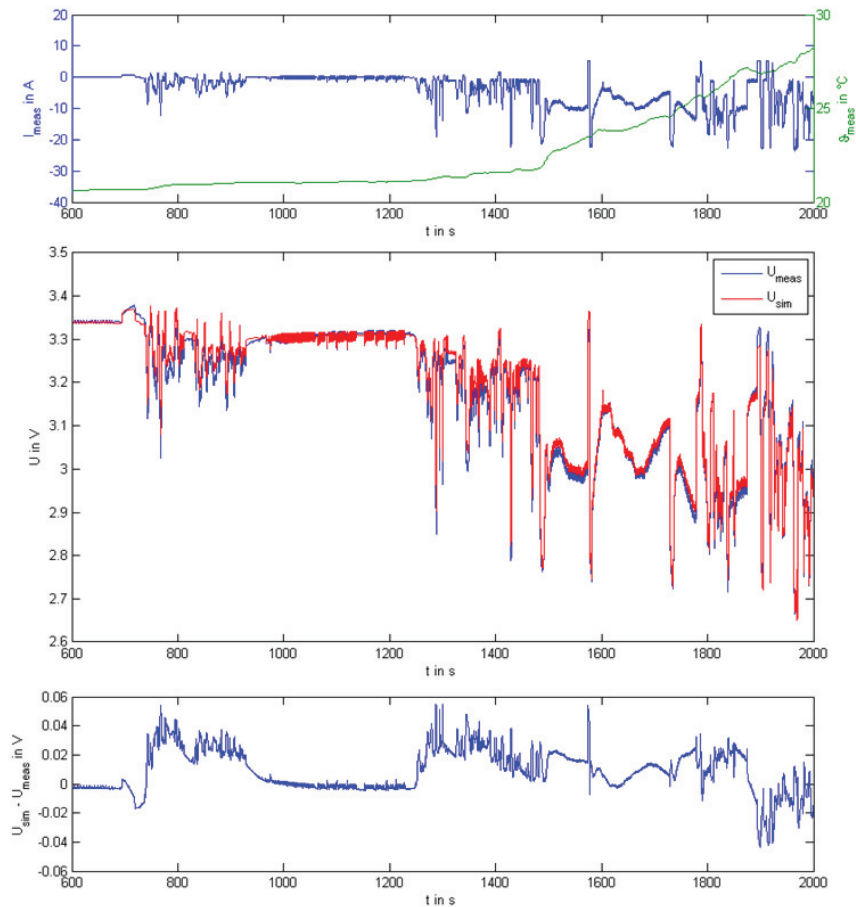 20
10
0
-10
-20
-30
-40
I_meas in A
30
25
20
ϑ_meas in °C
600 800 1000 1200 1400 1600 1800 2000
t in s
3.5
3.4
3.3
3.2
3.1
3
2.9
2.8
2.7
2.6
U in V
U_meas
U_sim
600 800 1000 1200 1400 1600 1800 2000
t in s
0.06
0.04
0.02
0
-0.02
-0.04
-0.06
U_sim - U_meas in V
600 800 1000 1200 1400 1600 1800 2000
t in s